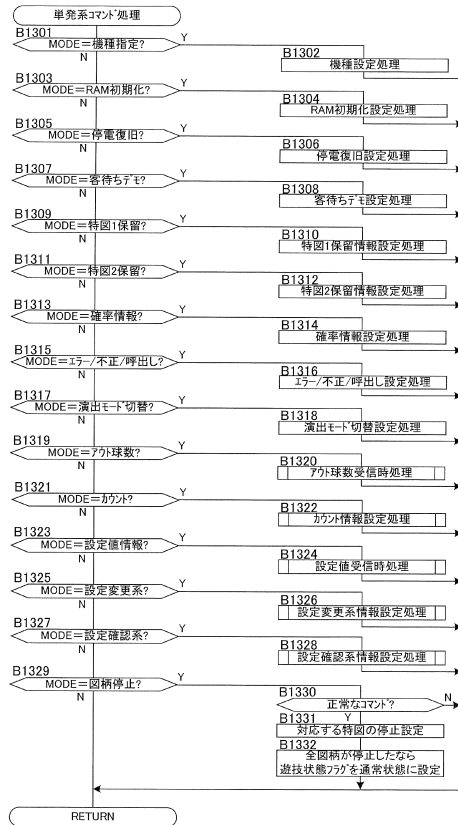 単発系コマンド処理
B1301
MODE＝機種指定?
Y
N
B1302
機種設定処理
B1303
MODE＝RAM初期化?
Y
N
B1304
RAM初期化設定処理
B1305
MODE＝停電復旧?
Y
N
B1306
停電復旧設定処理
B1307
MODE＝客待ちデモ?
Y
N
B1308
客待ちデモ設定処理
B1309
MODE＝特図1保留?
Y
N
B1310
特図1保留情報設定処理
B1311
MODE＝特図2保留?
Y
N
B1312
特図2保留情報設定処理
B1313
MODE＝確率情報?
Y
N
B1314
確率情報設定処理
B1315
MODE＝エラー/不正/呼出し?
Y
N
B1316
エラー/不正/呼出し設定処理
B1317
MODE＝演出モード切替?
Y
N
B1318
演出モード切替設定処理
B1319
MODE＝アウト球数?
Y
N
B1320
アウト球数受信時処理
B1321
MODE＝カウント?
Y
N
B1322
カウント情報設定処理
B1323
MODE＝設定値情報?
Y
N
B1324
設定値受信時処理
B1325
MODE＝設定変更系?
Y
N
B1326
設定変更系情報設定処理
B1327
MODE＝設定確認系?
Y
N
B1328
設定確認系情報設定処理
B1329
MODE＝図柄停止?
Y
N
B1330
正常なコマンド?
N
Y
B1331
対応する特図の停止設定
B1332
全図柄が停止したなら
遊技状態フラグを通常状態に設定
RETURN